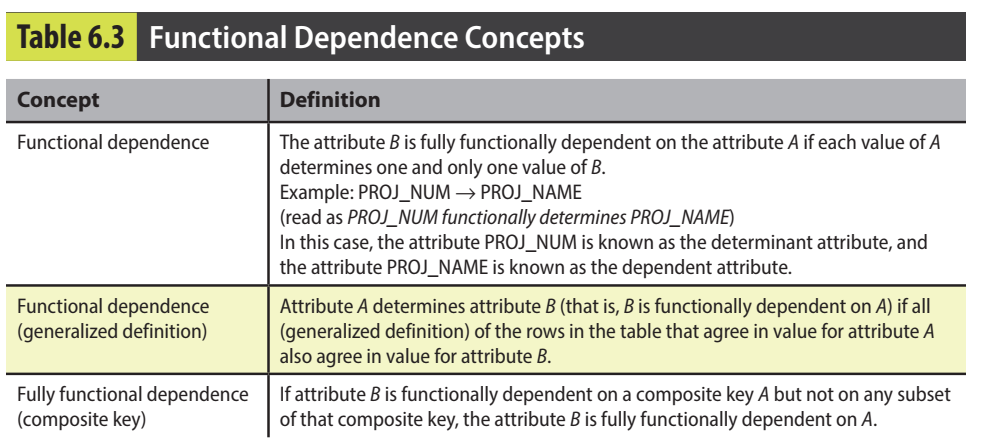 Table 6.3 Functional Dependence Concepts
Concept Definition
Functional dependence
The attribute B is fully functionally dependent on the attribute A if each value of A
determines one and only one value of B.
Example: PROJ_NUM → PROJ_NAME
(read as PROJ_NUM functionally determines PROJ_NAME)
In this case, the attribute PROJ_NUM is known as the determinant attribute, and
the attribute PROJ_NAME is known as the dependent attribute.
Functional dependence
(generalized definition)
Attribute A determines attribute B (that is, B is functionally dependent on A) if all
(generalized definition) of the rows in the table that agree in value for attribute A
also agree in value for attribute B.
Fully functional dependence
(composite key)
If attribute B is functionally dependent on a composite key A but not on any subset
of that composite key, the attribute B is fully functionally dependent on A.